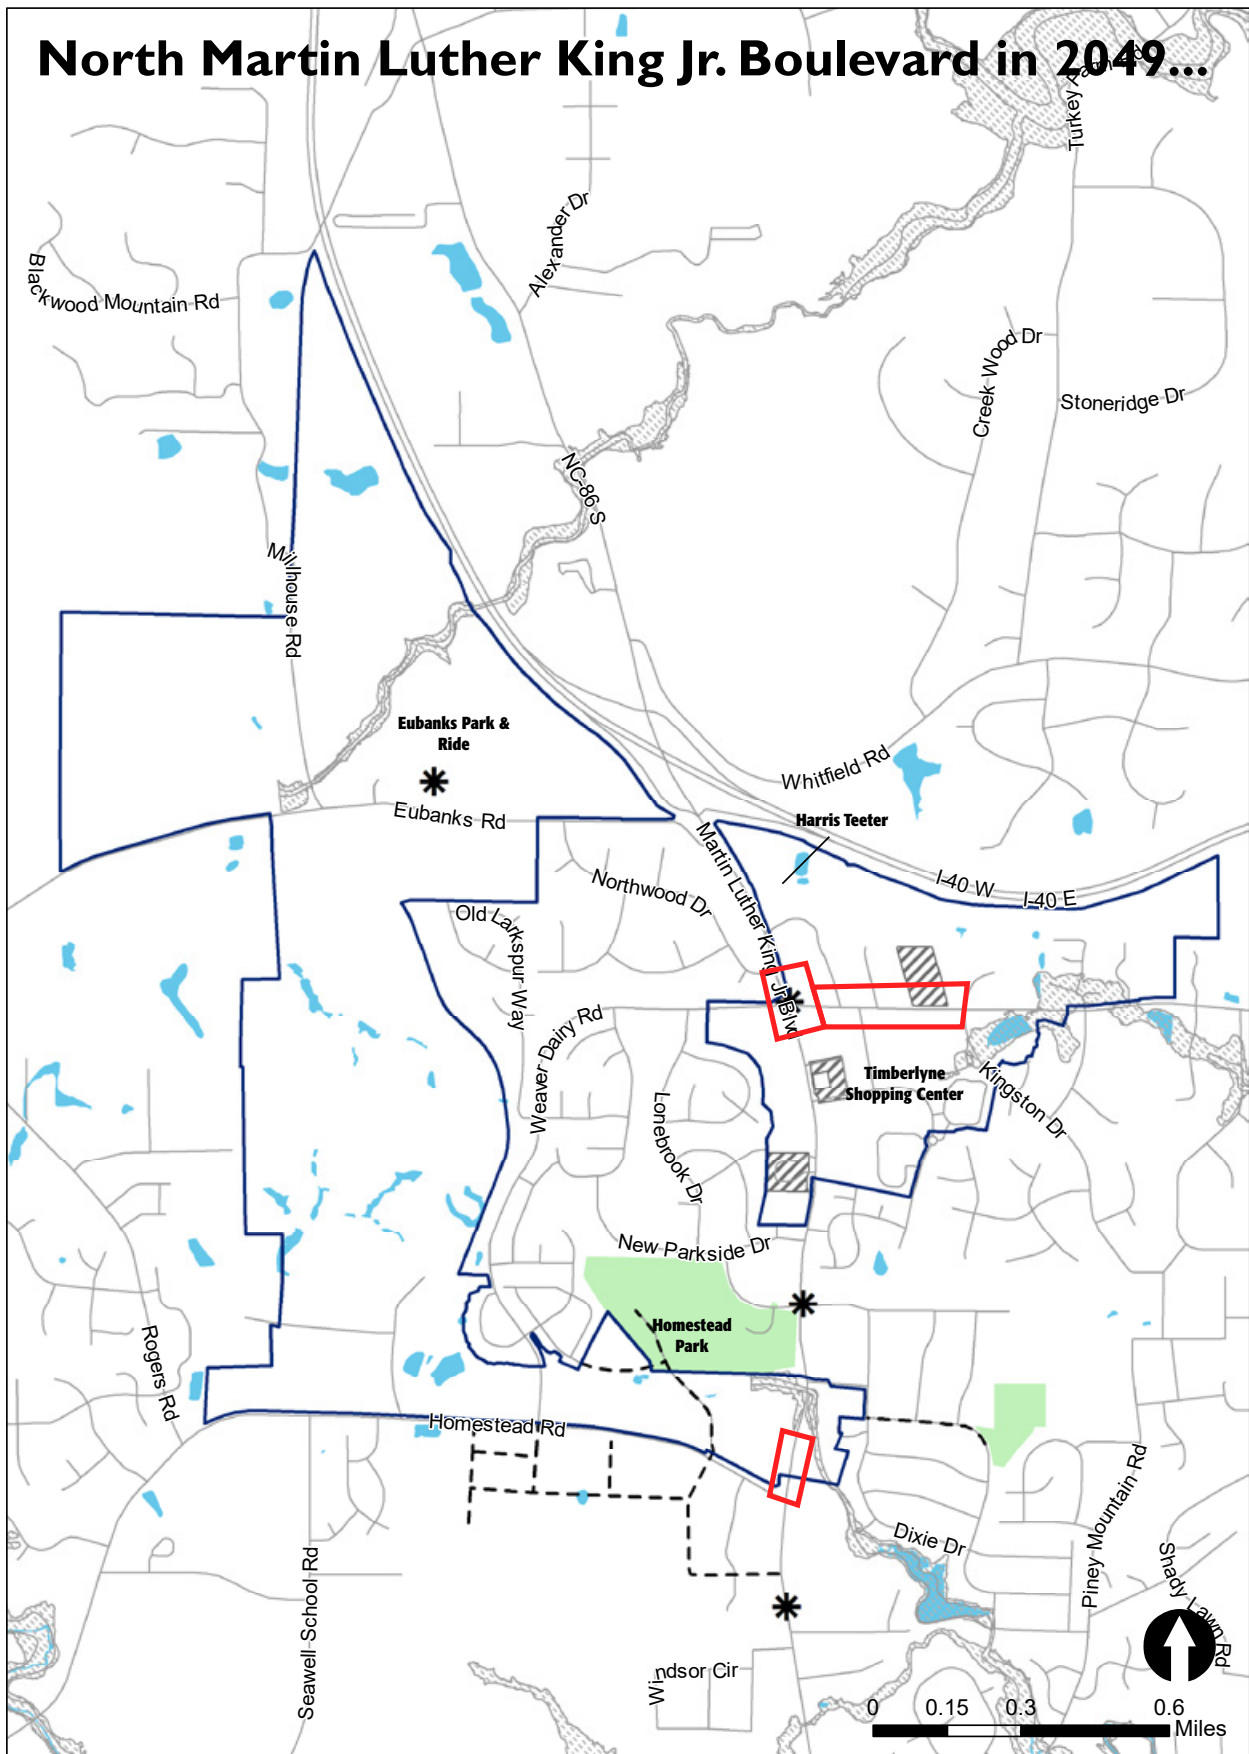 North Martin Luther King Jr. Boulevard in 2049...
Turkey Farm Rd
Alexander Dr
Blackwood Mountain Rd
Creek Wood Dr
Stoneridge Dr
NC-86 S
Millhouse Rd
Eubanks Park &
Ride
Whitfield Rd
Eubanks Rd
Harris Teeter
Martin Luther King Jr Blvd
I-40 W
I-40 E
Northwood Dr
Old Larkspur Way
Weaver Dairy Rd
Timberlyne
Shopping Center
Kingston Dr
Lonebrook Dr
New Parkside Dr
Homestead
Park
Rogers Rd
Homestead Rd
Piney Mountain Rd
Dixie Dr
Shady Lawn Rd
Seawell School Rd
Windsor Cir
0 0.15 0.3 0.6
Miles